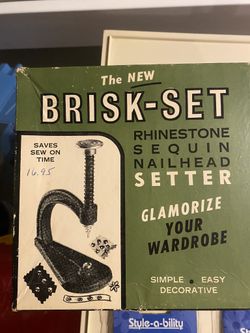 The NEW
BRISK-SET
SAVES
SEW ON
TIME
16.95
RHINESTONE
SEQUIN
NAILHEAD
SETTER
GLAMORIZE
YOUR
WARDROBE
SIMPLE • EASY
DECORATIVE
Style-a-bility